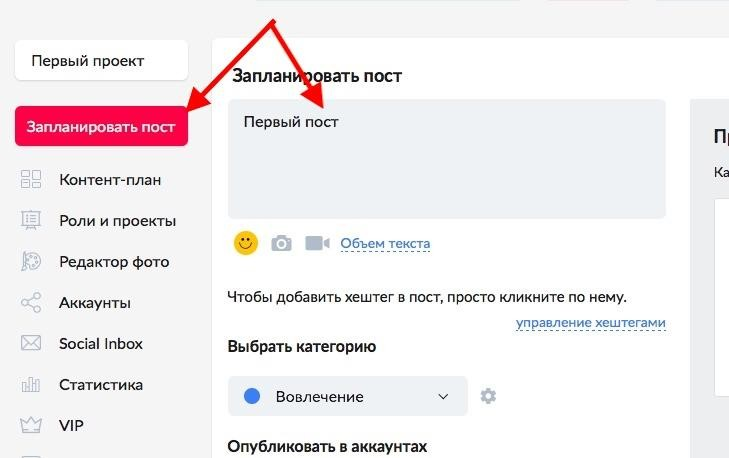 Первый проект
Запланировать пост
Контент-план
Роли и проекты
Редактор фото
Аккаунты
Social Inbox
Статистика
VIP
Запланировать пост
Первый пост
Объем текста
Чтобы добавить хештег в пост, просто кликните по нему.
управление хештегами
Выбрать категорию
Вовлечение
Опубликовать в аккаунтах